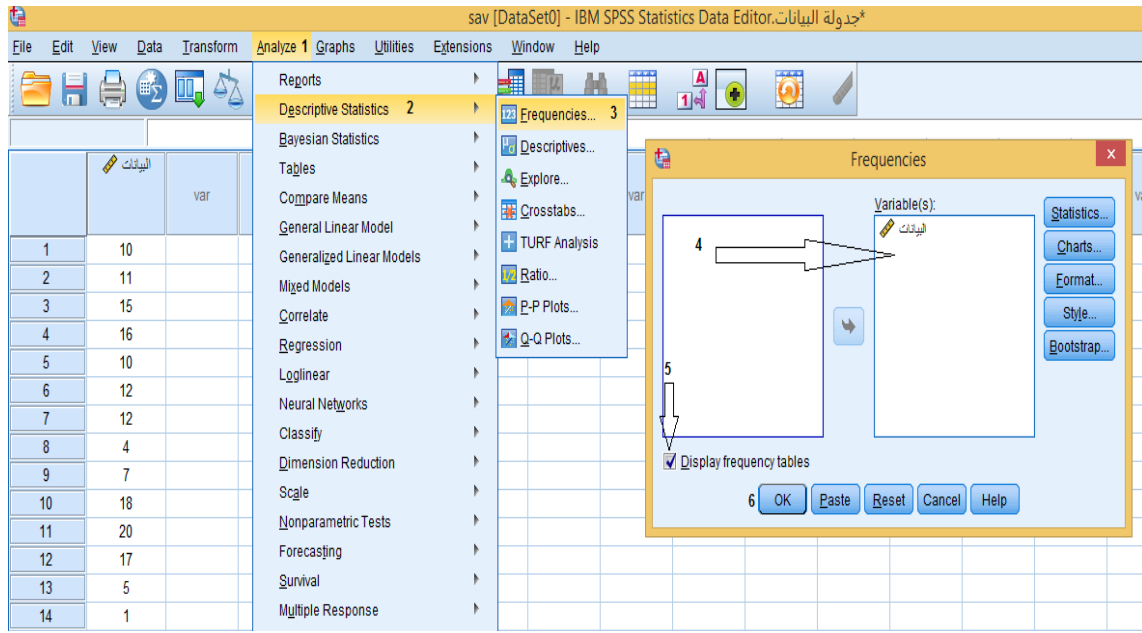 *جدولة البيانات.sav [DataSet0] - IBM SPSS Statistics Data Editor
File Edit View Data Transform Analyze 1 Graphs Utilities Extensions Window Help
Reports
Descriptive Statistics 2
Bayesian Statistics
Tables
Compare Means
General Linear Model
Generalized Linear Models
Mixed Models
Correlate
Regression
Loglinear
Neural Networks
Classify
Dimension Reduction
Scale
Nonparametric Tests
Forecasting
Survival
Multiple Response
Frequencies... 3
Descriptives...
Explore...
Crosstabs...
TURF Analysis
Ratio...
P-P Plots...
Q-Q Plots...
البيانات
var
var
1 10
2 11
3 15
4 16
5 10
6 12
7 12
8 4
9 7
10 18
11 20
12 17
13 5
14 1
Frequencies
Variable(s):
البيانات
4
5
Display frequency tables
Statistics...
Charts...
Format...
Style...
Bootstrap...
6 OK Paste Reset Cancel Help